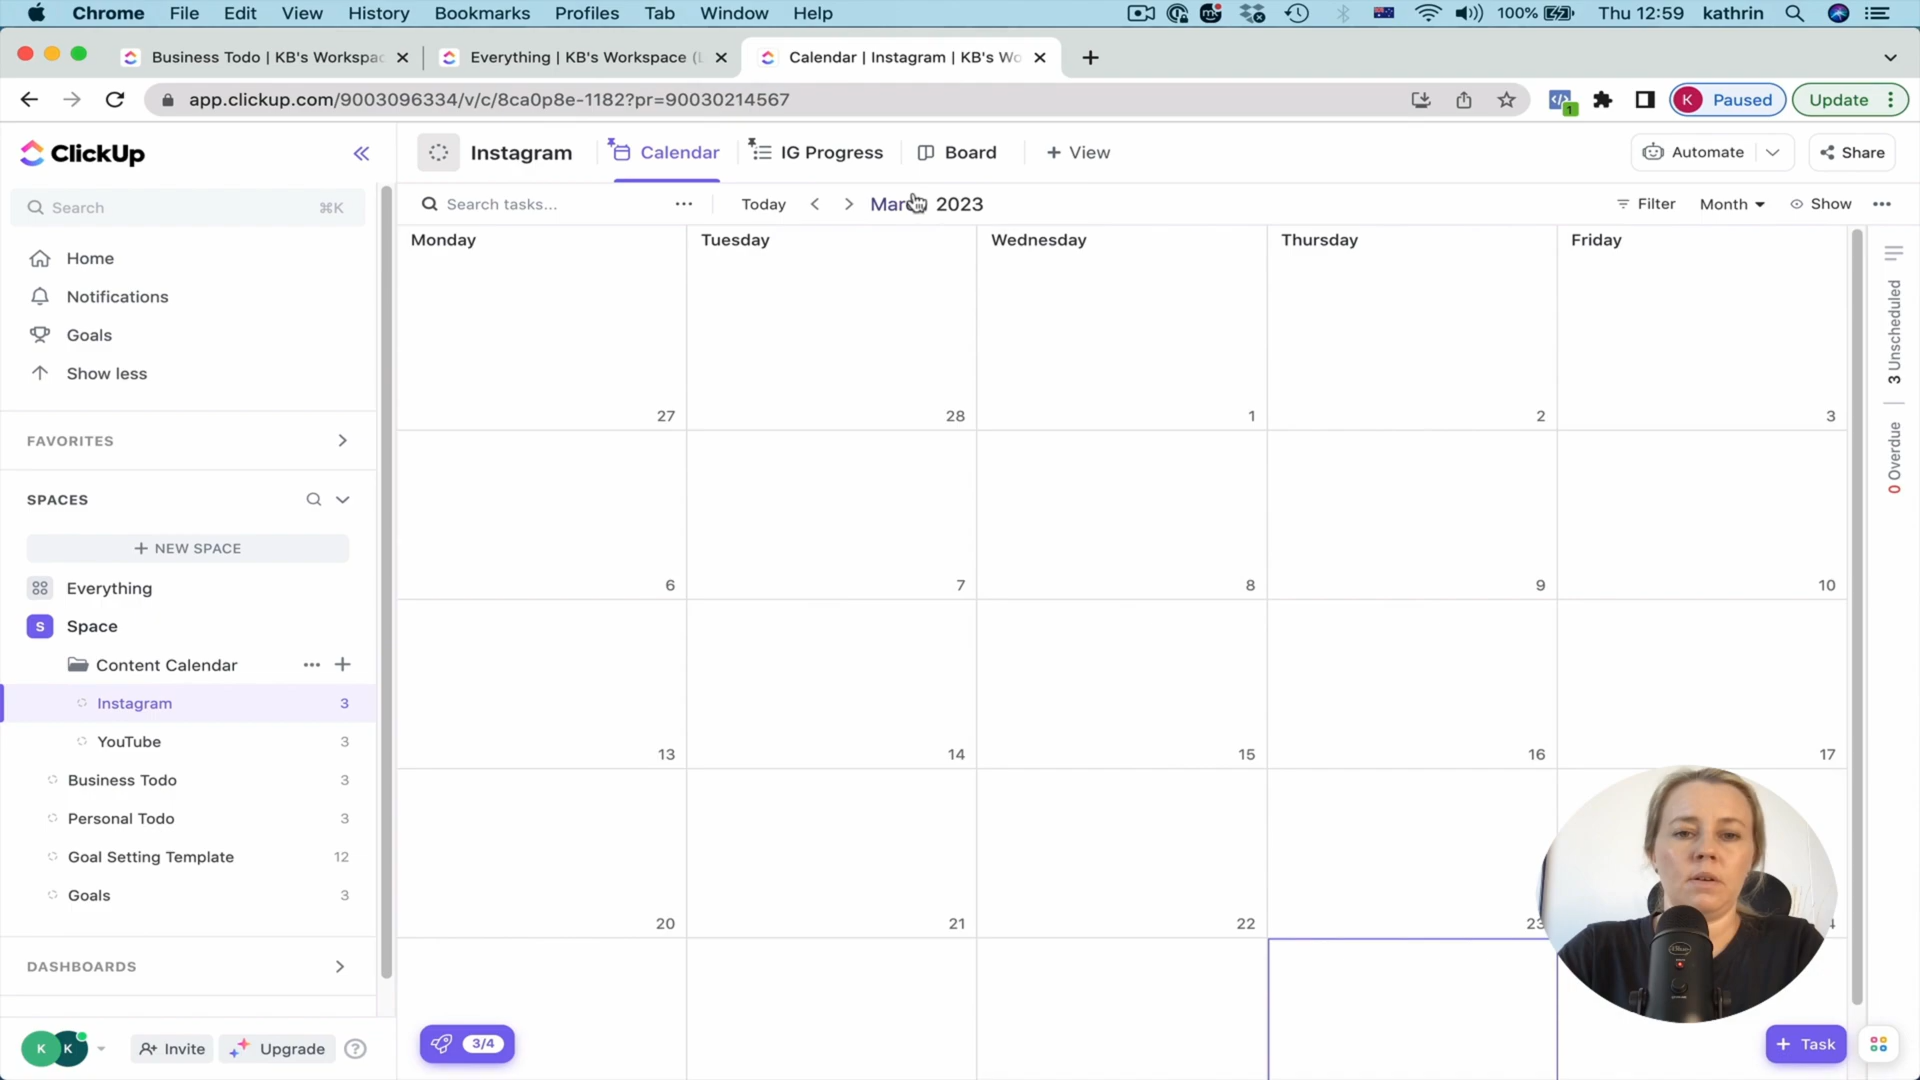 Chrome File Edit View History Bookmarks Profiles Tab Window Help 100% Thu 12:59 kathrin
Business Todo | KB's Workspac
Everything | KB's Workspace (
Calendar | Instagram | KB's Wo
app.clickup.com/9003096334/v/c/8ca0p8e-1182?pr=90030214567
1
K Paused
Update
ClickUp
Instagram
Calendar
IG Progress
Board
+ View
Automate
Share
Search ⌘K
Search tasks...
Today
March 2023
Filter
Month
Show
Home
Notifications
Goals
Show less
FAVORITES
SPACES
+ NEW SPACE
Everything
S Space
Content Calendar
Instagram 3
YouTube 3
Business Todo 3
Personal Todo 3
Goal Setting Template 12
Goals 3
DASHBOARDS
K K
Invite
Upgrade
?
Monday Tuesday Wednesday Thursday Friday
27 28 1 2 3
6 7 8 9 10
13 14 15 16 17
20 21 22 23 4
3 Unscheduled
0 Overdue
3/4
+ Task